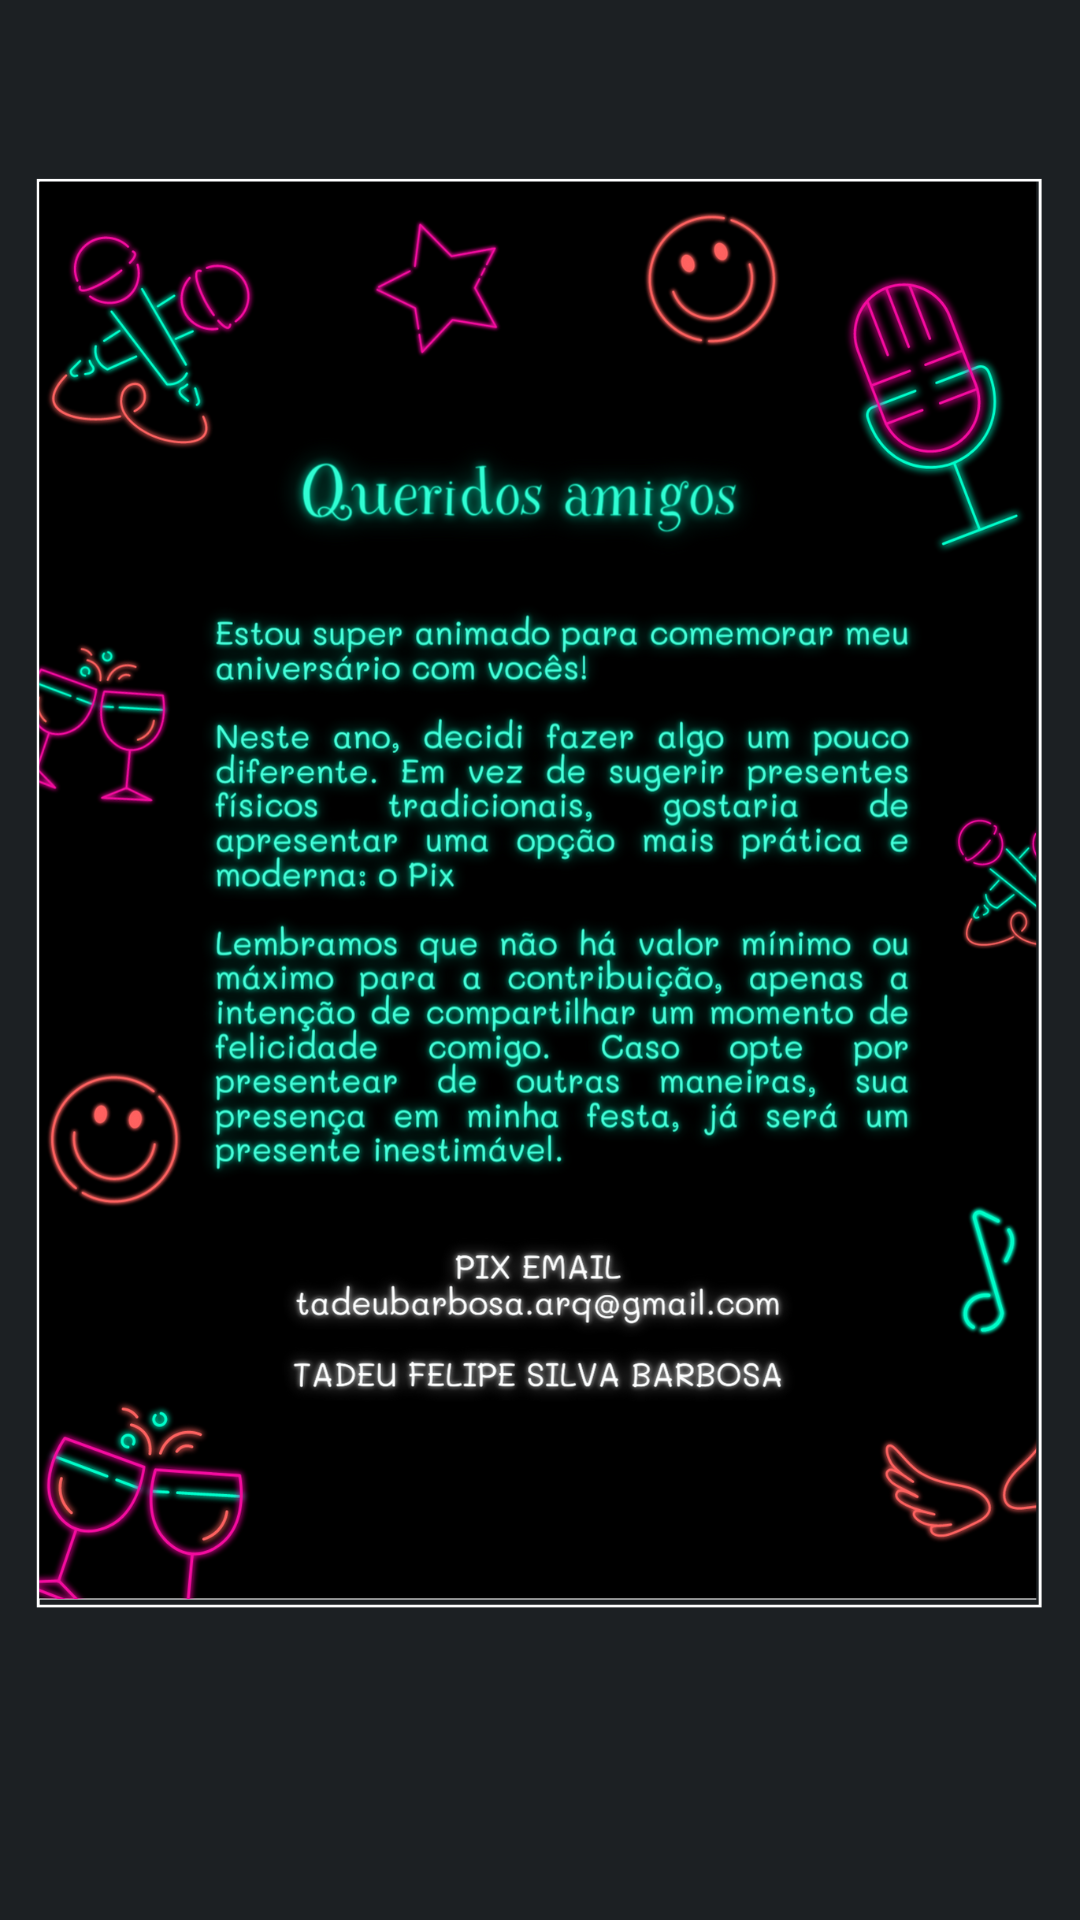 Queridos amigos
Estou super animado para comemorar meu
aniversário com vocês!
Neste ano, decidi fazer algo um pouco
diferente. Em vez de sugerir presentes
físicos tradicionais, gostaria de
apresentar uma opção mais prática e
moderna: o Pix
Lembramos que não há valor mínimo ou
máximo para a contribuição, apenas a
intenção de compartilhar um momento de
felicidade comigo. Caso opte por
presentear de outras maneiras, sua
presença em minha festa, já será um
presente inestimável.
PIX EMAIL
tadeubarbosa.arq@gmail.com
TADEU FELIPE SILVA BARBOSA